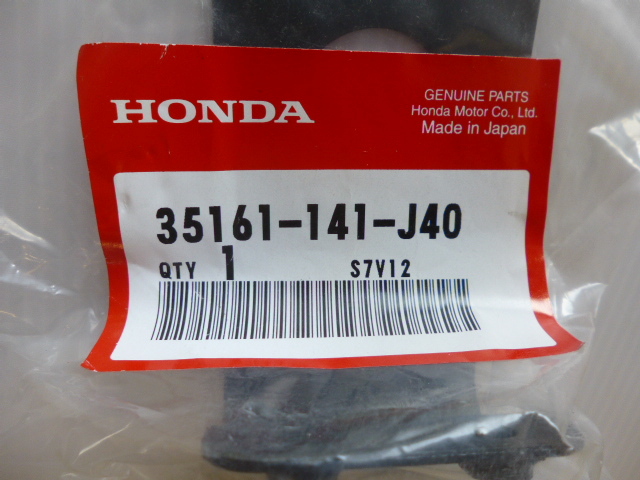 HONDA
GENUINE PARTS
Honda Motor Co., Ltd.
Made in Japan
35161-141-J40
QTY 1 S7V12